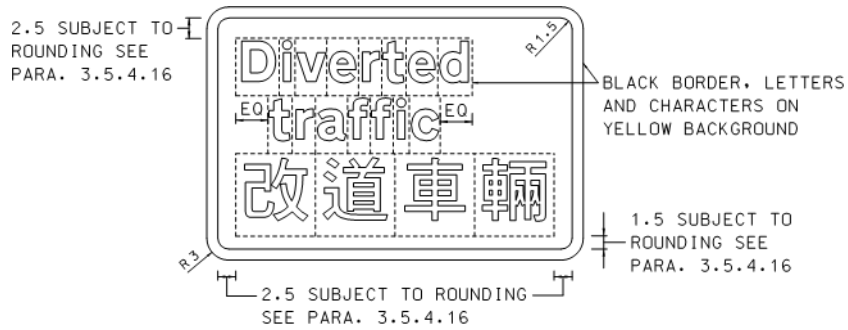 2.5 SUBJECT TO
ROUNDING SEE
PARA. 3.5.4.16
R1.5
Diverted
EQ
traffic
EQ
改道車輛
BLACK BORDER, LETTERS
AND CHARACTERS ON
YELLOW BACKGROUND
R3
1.5 SUBJECT TO
ROUNDING SEE
PARA. 3.5.4.16
2.5 SUBJECT TO ROUNDING
SEE PARA. 3.5.4.16